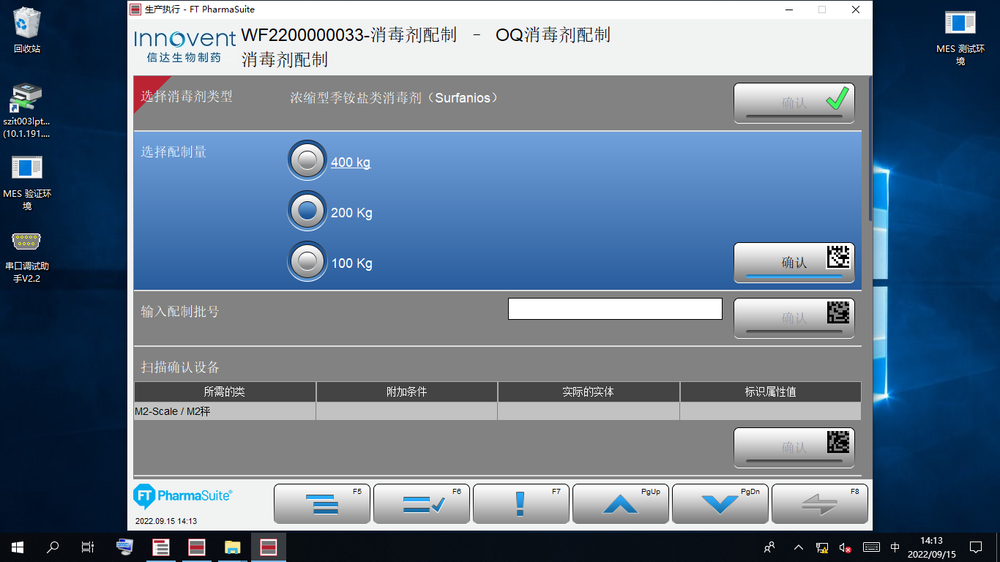 生产执行 - FT PharmaSuite
Innovent
信达生物制药
WF2200000033-消毒剂配制 - OQ消毒剂配制
消毒剂配制
选择消毒剂类型
浓缩型季铵盐类消毒剂（Surfanios）
确认
选择配制量
400 kg
200 Kg
100 Kg
确认
输入配制批号
确认
扫描确认设备
所需的类 附加条件 实际的实体 标识属性值
M2-Scale / M2秤
确认
FT PharmaSuite®
2022.09.15 14:13
F5
F6
F7
PgUp
PgDn
F8
回收站
szit003lpt...
(10.1.191....
MES 验证环
境
串口调试助
手V2.2
MES 测试环
境
中
14:13
2022/09/15